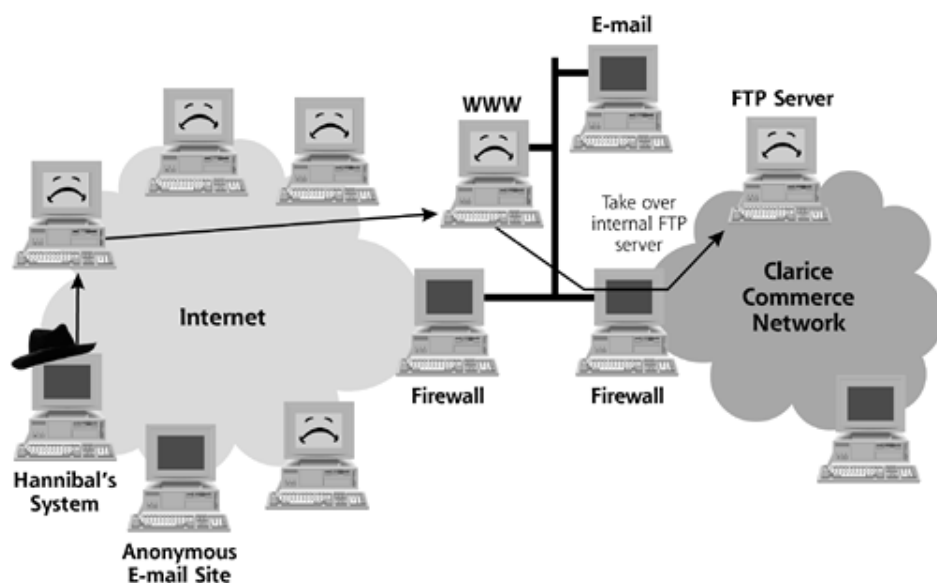 E-mail
WWW
FTP Server
Take over
internal FTP
server
Clarice
Commerce
Network
Internet
Firewall
Firewall
Hannibal's
System
Anonymous
E-mail Site